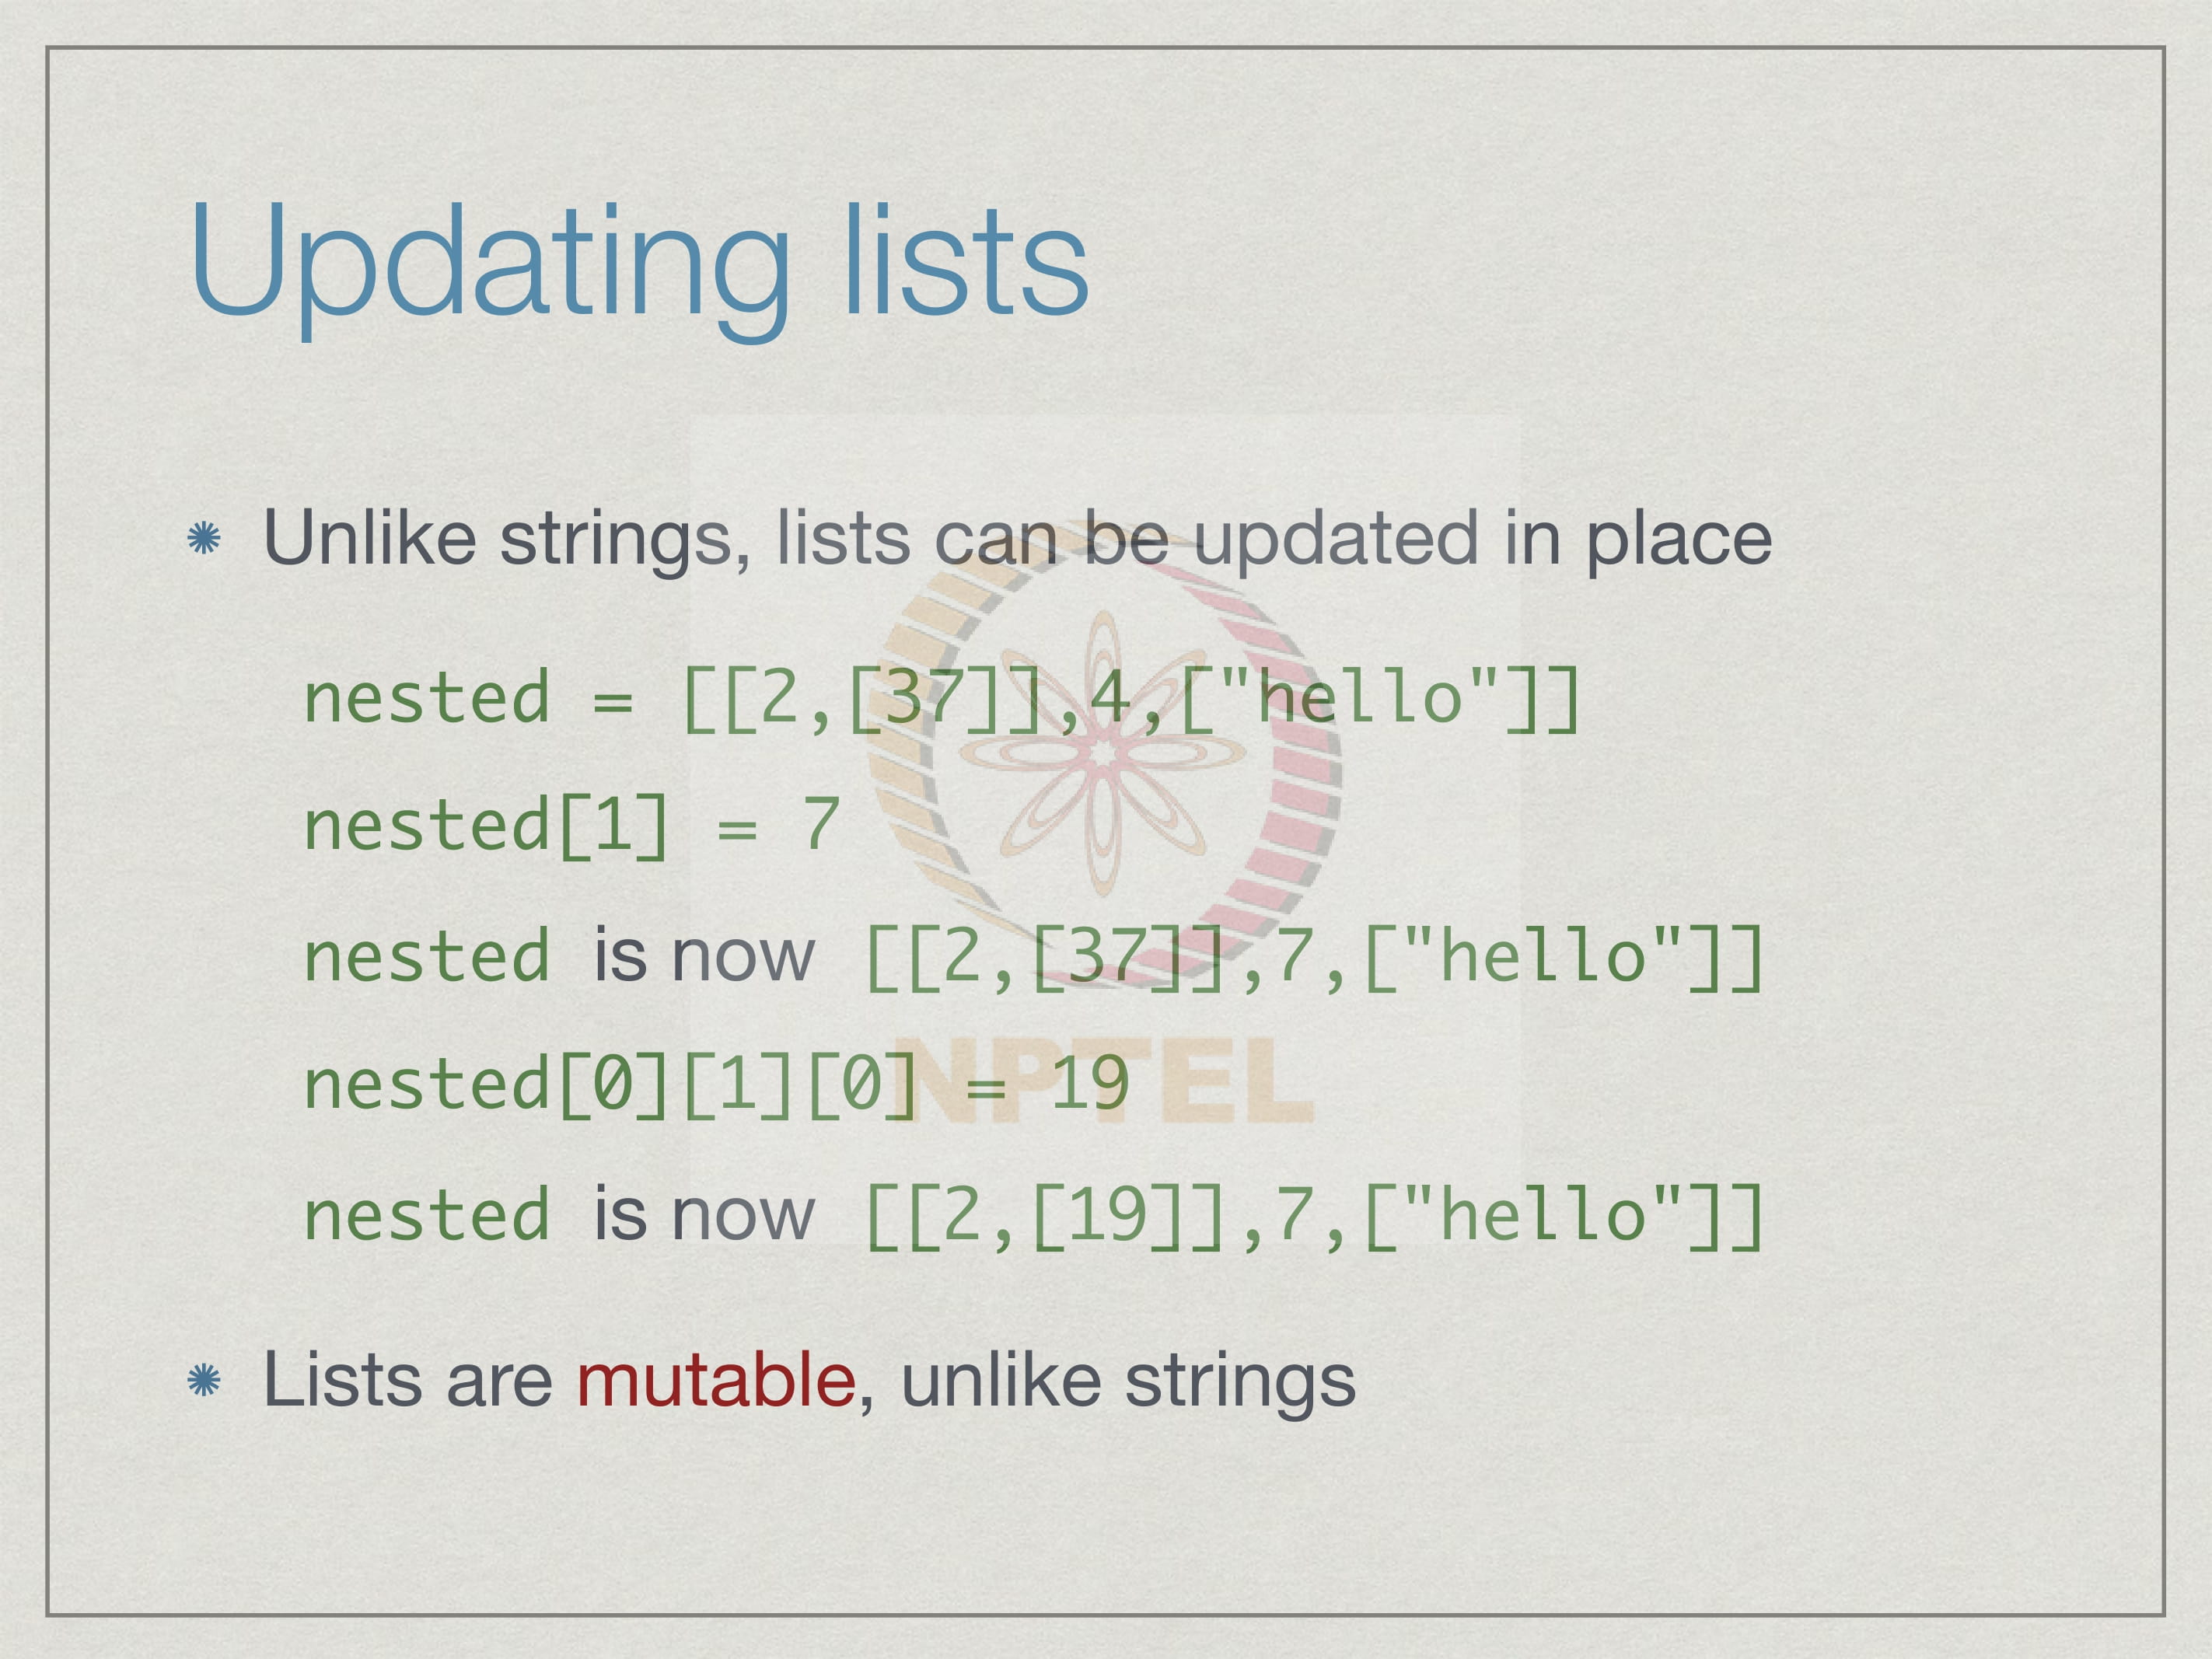 Updating lists
Unlike strings, lists can be updated in place
nested = [[2,[37]],4,["hello"]]
nested[1] = 7
nested is now [[2,[37]],7,["hello"]]
nested[0][1][0] = 19
NPTEL
nested is now [[2,[19]],7,["hello"]]
Lists are mutable, unlike strings